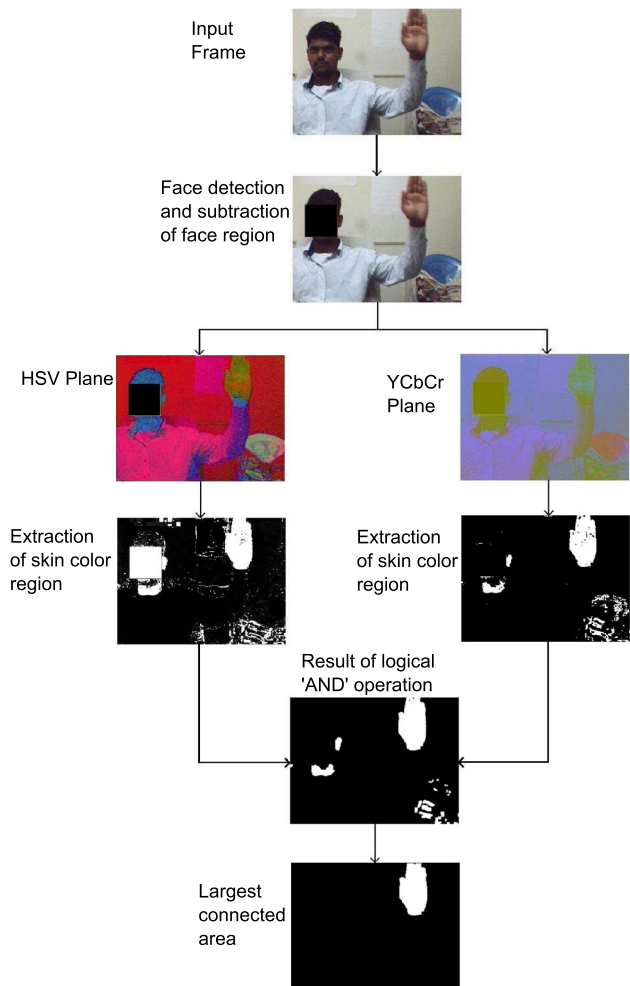 Input
Frame
Face detection
and subtraction
of face region
HSV Plane
YCbCr
Plane
Extraction
of skin color
region
Extraction
of skin color
region
Result of logical
'AND' operation
Largest
connected
area